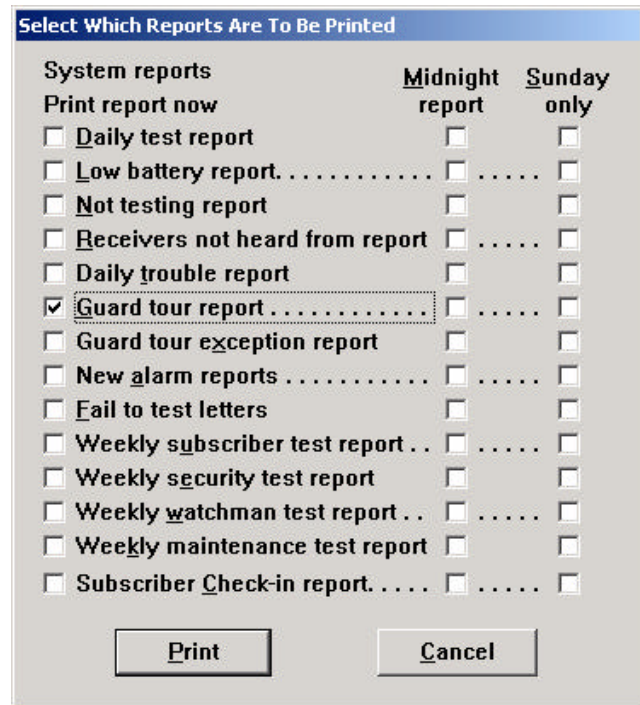 Select Which Reports Are To Be Printed
System reports Midnight Sunday
Print report now report only
Daily test report
Low battery report. . . . . . . . . . . . . . . . .
Not testing report
Receivers not heard from report . . . . .
Daily trouble report
Guard tour report . . . . . . . . . . . . . . . . .
Guard tour exception report
New alarm reports . . . . . . . . . . . . . . . . .
Fail to test letters
Weekly subscriber test report . . . . . . .
Weekly security test report
Weekly watchman test report . . . . . . .
Weekly maintenance test report
Subscriber Check-in report. . . . . . . . . .
Print Cancel